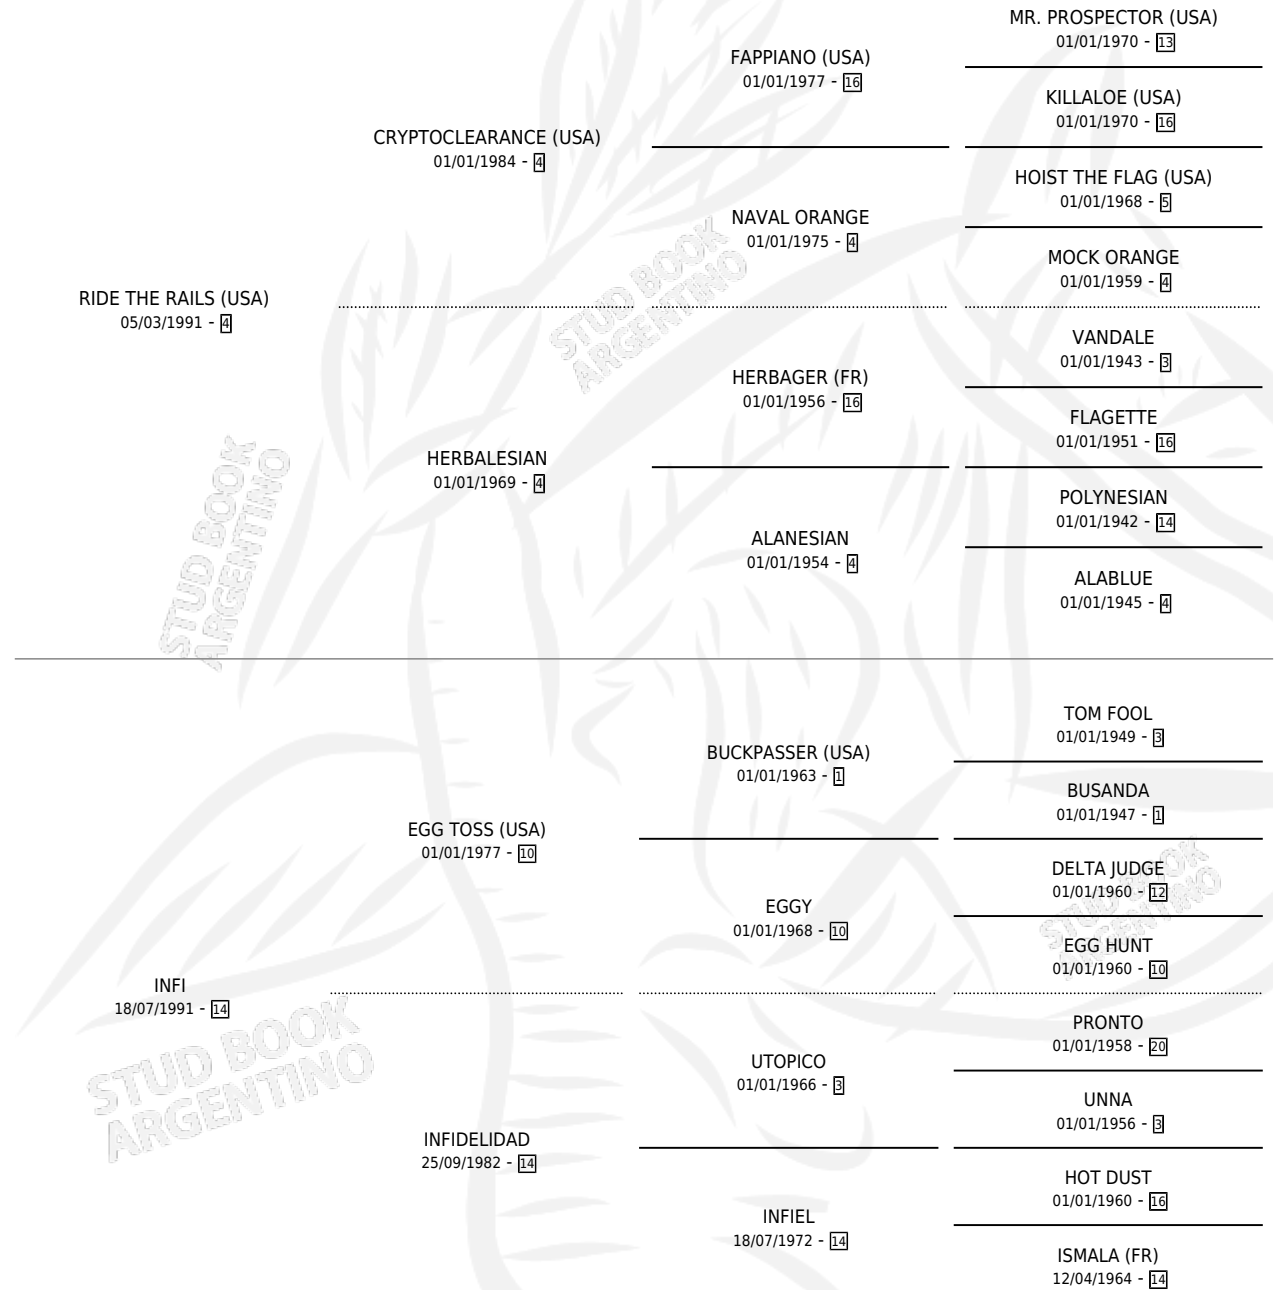 MR. PROSPECTOR (USA)
01/01/1970 - 13
FAPPIANO (USA)
01/01/1977 - 16
KILLALOE (USA)
01/01/1970 - 16
CRYPTOCLEARANCE (USA)
01/01/1984 - 4
HOIST THE FLAG (USA)
01/01/1968 - 5
NAVAL ORANGE
01/01/1975 - 4
MOCK ORANGE
01/01/1959 - 4
STUD BOOK
ARGENTINO
RIDE THE RAILS (USA)
05/03/1991 - 4
VANDALE
01/01/1943 - 3
HERBAGER (FR)
01/01/1956 - 16
FLAGETTE
01/01/1951 - 16
HERBALESIAN
01/01/1969 - 4
POLYNESIAN
01/01/1942 - 14
ALANESIAN
01/01/1954 - 4
ALABLUE
01/01/1945 - 4
STUD BOOK
ARGENTINO
TOM FOOL
01/01/1949 - 3
BUCKPASSER (USA)
01/01/1963 - 1
BUSANDA
01/01/1947 - 1
EGG TOSS (USA)
01/01/1977 - 10
DELTA JUDGE
01/01/1960 - 12
EGGY
01/01/1968 - 10
EGG HUNT
01/01/1960 - 10
STUD BOOK
ARGENTINO
INFI
18/07/1991 - 14
PRONTO
01/01/1958 - 20
UTOPICO
01/01/1966 - 3
UNNA
01/01/1956 - 3
STUD BOOK
ARGENTINO
INFIDELIDAD
25/09/1982 - 14
HOT DUST
01/01/1960 - 16
INFIEL
18/07/1972 - 14
ISMALA (FR)
12/04/1964 - 14